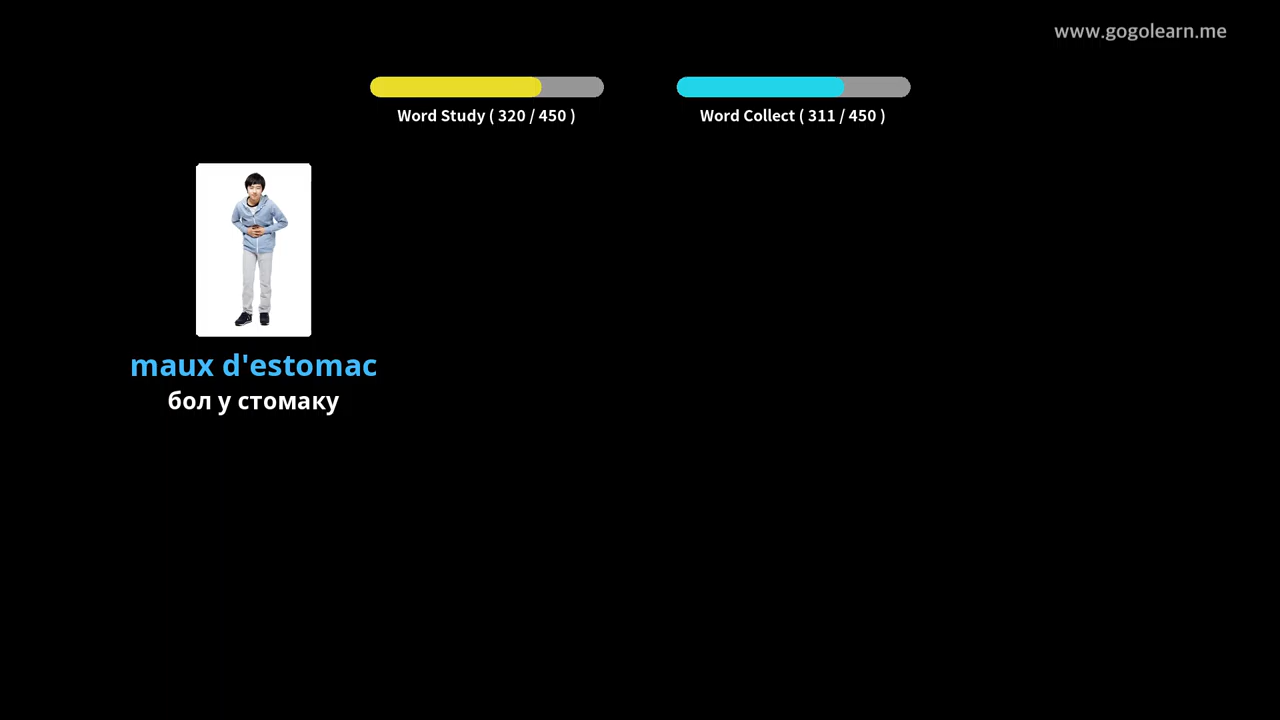 www.gogolearn.me
Word Study ( 320 / 450 )
Word Collect ( 311 / 450 )
maux d'estomac
бол у стомаку